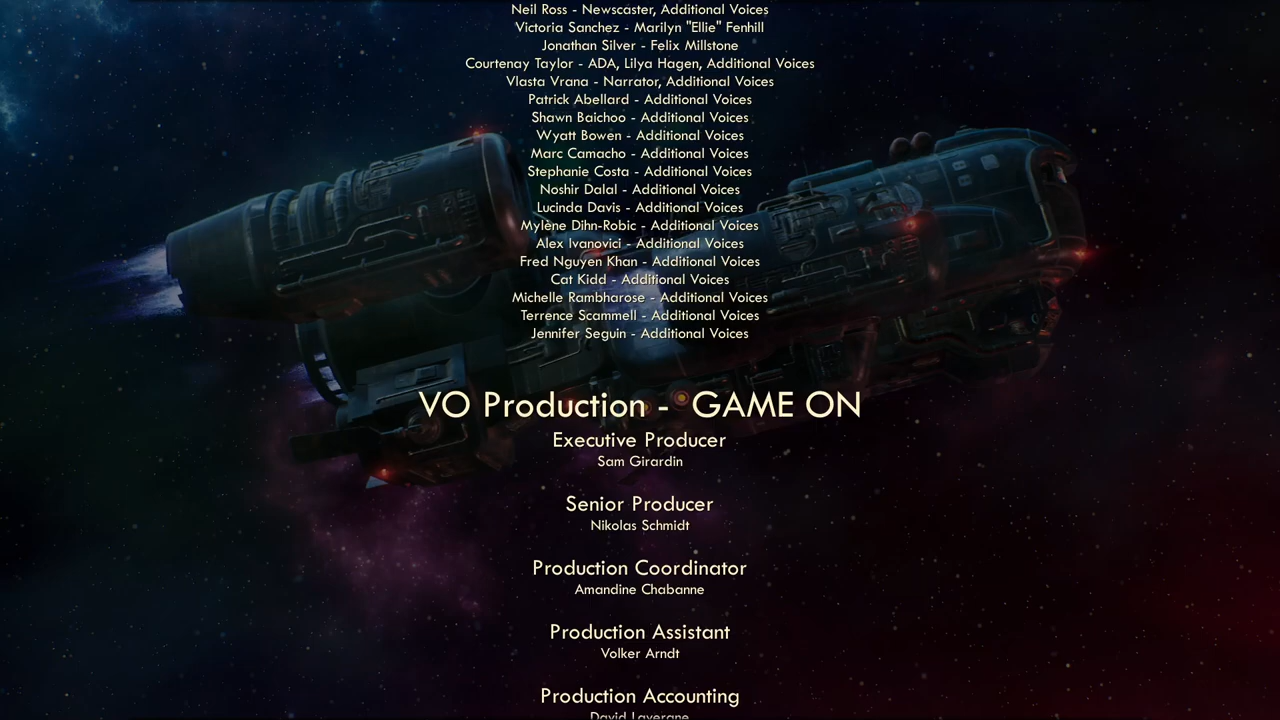 Neil Ross - Newscaster, Additional Voices
Victoria Sanchez - Marilyn "Ellie" Fenhill
Jonathan Silver - Felix Millstone
Courtenay Taylor - ADA, Lilya Hagen, Additional Voices
Vlasta Vrana - Narrator, Additional Voices
Patrick Abellard - Additional Voices
Shawn Baichoo - Additional Voices
Wyatt Bowen - Additional Voices
Marc Camacho - Additional Voices
Stephanie Costa - Additional Voices
Noshir Dalal - Additional Voices
Lucinda Davis - Additional Voices
Mylène Dihn-Robic - Additional Voices
Alex Ivanovici - Additional Voices
Fred Nguyen Khan - Additional Voices
Cat Kidd - Additional Voices
Michelle Rambharose - Additional Voices
Terrence Scammell - Additional Voices
Jennifer Seguin - Additional Voices
VO Production - GAME ON
Executive Producer
Sam Girardin
Senior Producer
Nikolas Schmidt
Production Coordinator
Amandine Chabanne
Production Assistant
Volker Arndt
Production Accounting
David Lavergne